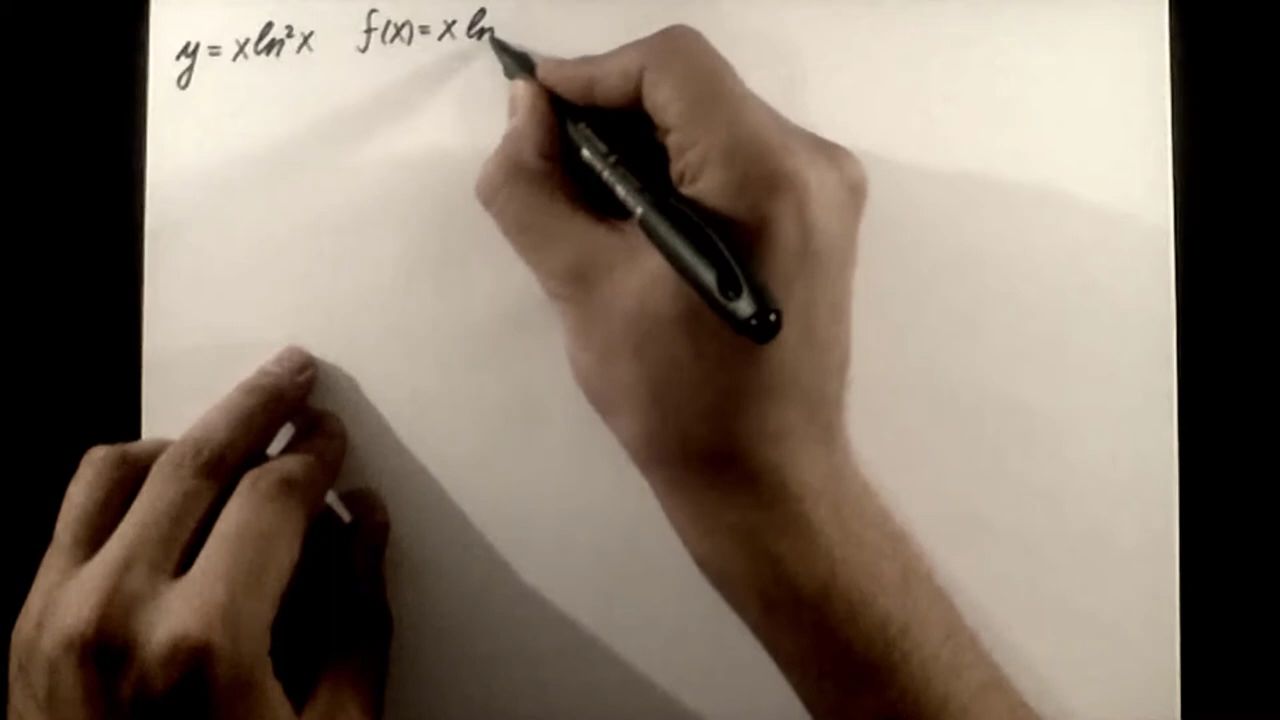 y = x ln²x f(x) = x ln